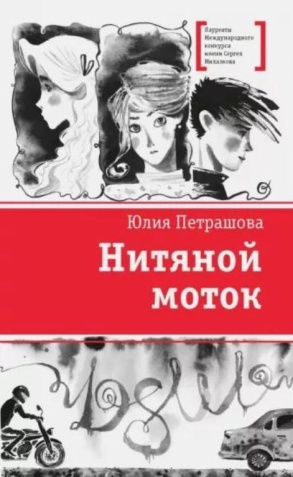 Лауреаты
Международного
конкурса
имени Сергея
Михалкова
Юлия Петрашова
Нитяной
моток